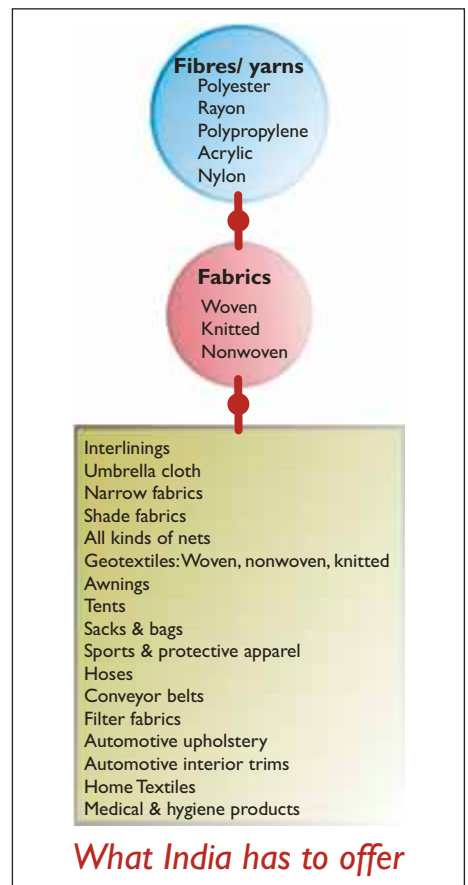 Fibres/ yarns
Polyester
Rayon
Polypropylene
Acrylic
Nylon
Fabrics
Woven
Knitted
Nonwoven
Interlinings
Umbrella cloth
Narrow fabrics
Shade fabrics
All kinds of nets
Geotextiles: Woven, nonwoven, knitted
Awnings
Tents
Sacks & bags
Sports & protective apparel
Hoses
Conveyor belts
Filter fabrics
Automotive upholstery
Automotive interior trims
Home Textiles
Medical & hygiene products
What India has to offer